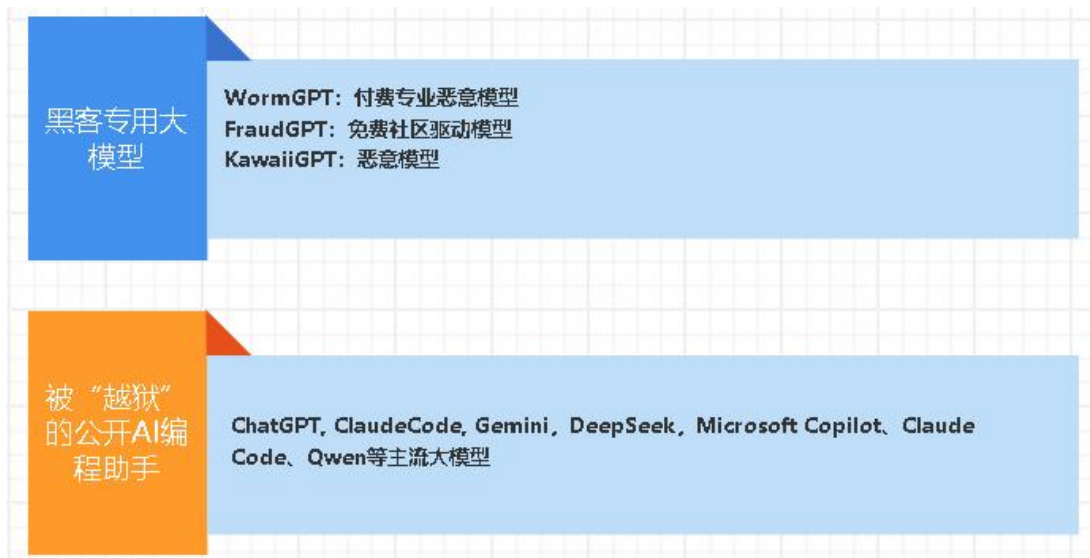 黑客专用大
模型
WormGPT: 付费专业恶意模型
FraudGPT: 免费社区驱动模型
KawaiiGPT: 恶意模型
被“越狱”
的公开AI编
程助手
ChatGPT, ClaudeCode, Gemini, DeepSeek, Microsoft Copilot、Claude
Code、Qwen等主流大模型